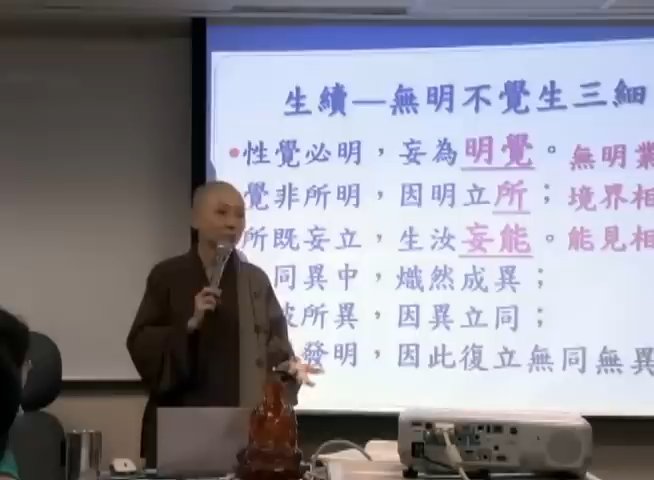 生續—無明不覺生三細
•性覺必明，妄為明覺。無明業
覺非所明，因明立所；境界相
所既妄立，生汝妄能。能見相
同異中，熾然成異；
彼所異，因異立同；
發明，因此復立無同無異